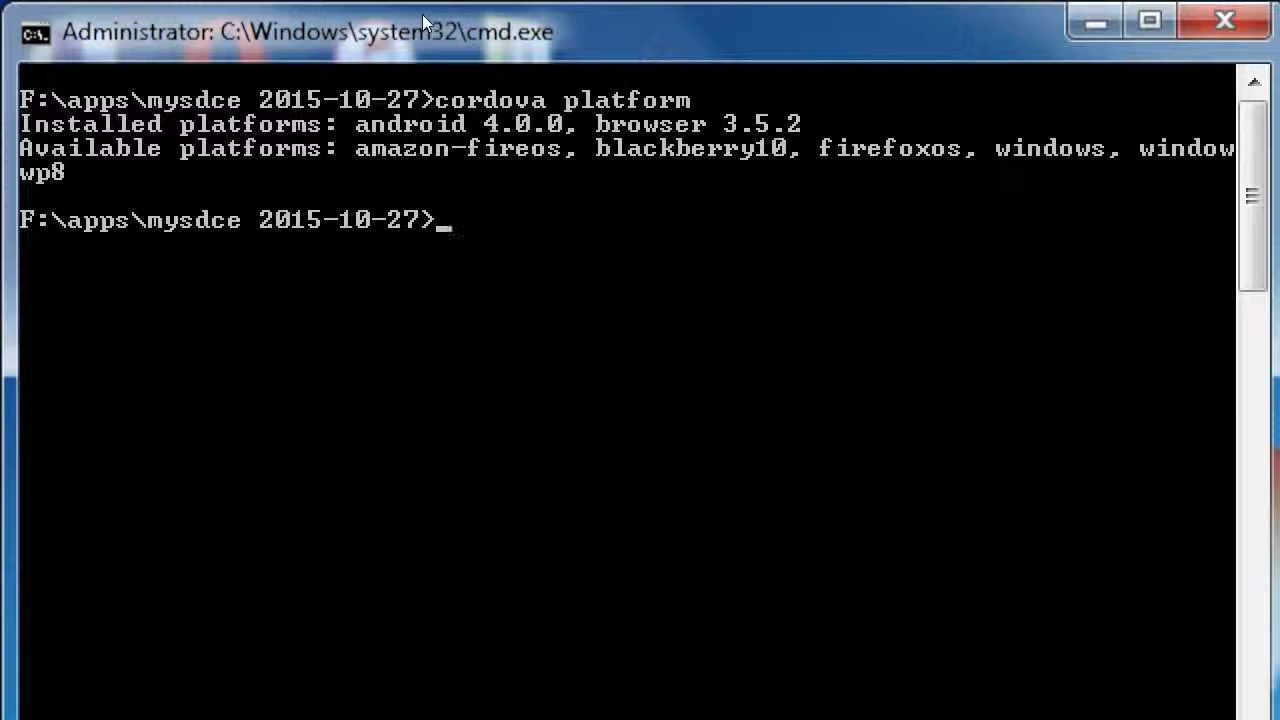 Administrator: C:\Windows\system32\cmd.exe
F:\apps\mysdce 2015-10-27>cordova platform
Installed platforms: android 4.0.0, browser 3.5.2
Available platforms: amazon-fireos, blackberry10, firefoxos, windows, window
wp8
F:\apps\mysdce 2015-10-27>